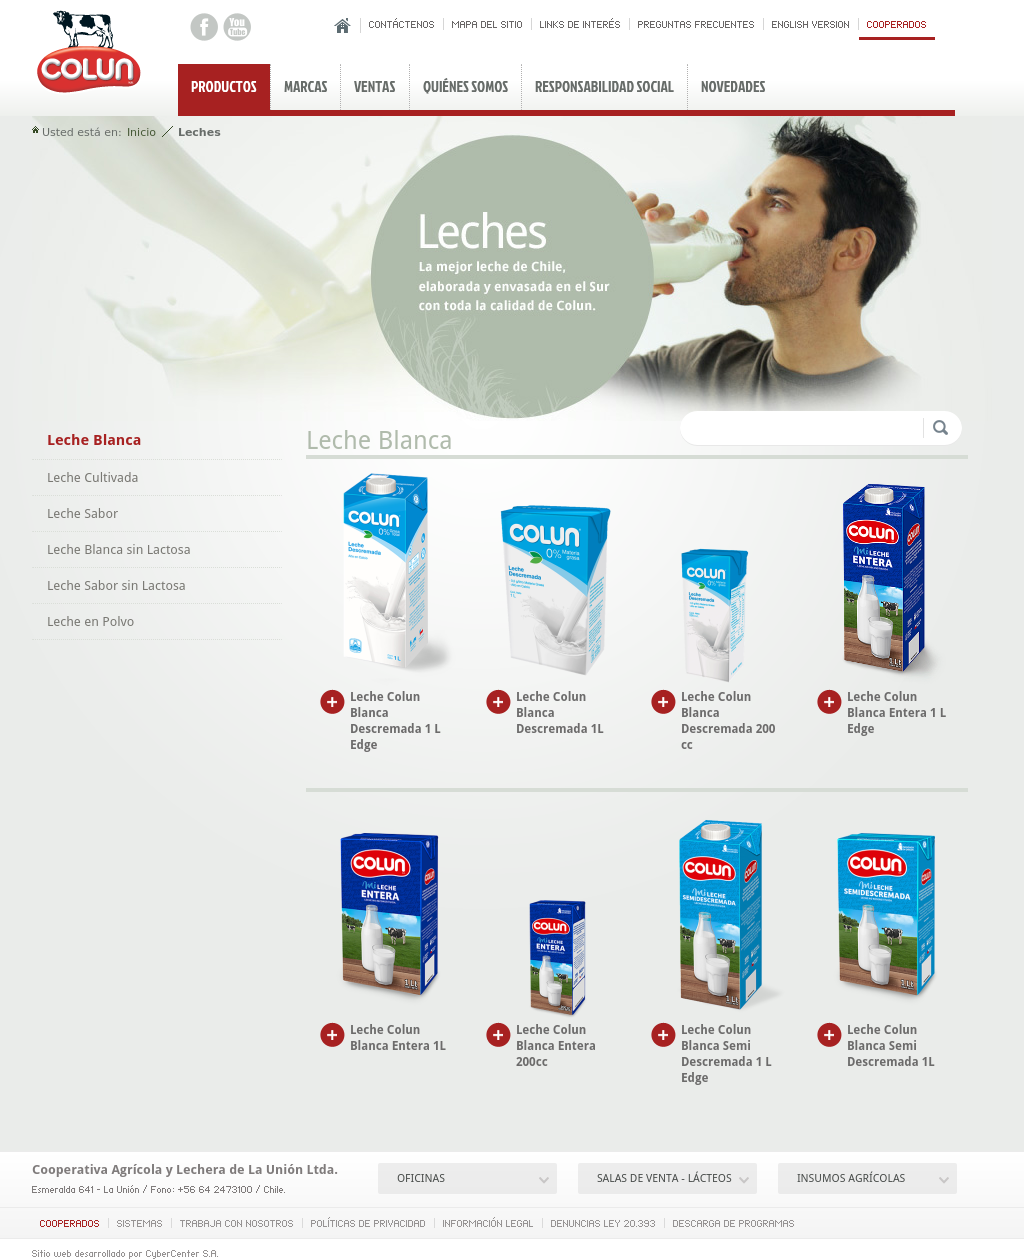 COLUN
CONTÁCTENOS
MAPA DEL SITIO
LINKS DE INTERÉS
PREGUNTAS FRECUENTES
ENGLISH VERSION
COOPERADOS
PRODUCTOS
MARCAS
VENTAS
QUIÉNES SOMOS
RESPONSABILIDAD SOCIAL
NOVEDADES
Usted está en: Inicio / Leches
Leches
La mejor leche de Chile,
elaborada y envasada en el Sur
con toda la calidad de Colun.
Leche Blanca
Leche Cultivada
Leche Sabor
Leche Blanca sin Lactosa
Leche Sabor sin Lactosa
Leche en Polvo
Leche Blanca
COLUN
0%
Leche
Descremada
COLUN
0% Materia
grasa
Leche
Descremada
COLUN
0%
Leche
Descremada
COLUN
Mi LECHE
ENTERA
1 Lt
Leche Colun
Blanca
Descremada 1 L
Edge
Leche Colun
Blanca
Descremada 1L
Leche Colun
Blanca
Descremada 200
cc
Leche Colun
Blanca Entera 1 L
Edge
COLUN
Mi LECHE
ENTERA
1 Lt
COLUN
Mi LECHE
ENTERA
COLUN
Mi LECHE
SEMIDESCREMADA
1 Lt
COLUN
Mi LECHE
SEMIDESCREMADA
1 Lt
Leche Colun
Blanca Entera 1L
Leche Colun
Blanca Entera
200cc
Leche Colun
Blanca Semi
Descremada 1 L
Edge
Leche Colun
Blanca Semi
Descremada 1L
Cooperativa Agrícola y Lechera de La Unión Ltda.
Esmeralda 641 - La Unión / Fono: +56 64 2473100 / Chile.
OFICINAS
SALAS DE VENTA - LÁCTEOS
INSUMOS AGRÍCOLAS
COOPERADOS
SISTEMAS
TRABAJA CON NOSOTROS
POLÍTICAS DE PRIVACIDAD
INFORMACIÓN LEGAL
DENUNCIAS LEY 20.393
DESCARGA DE PROGRAMAS
Sitio web desarrollado por CyberCenter S.A.